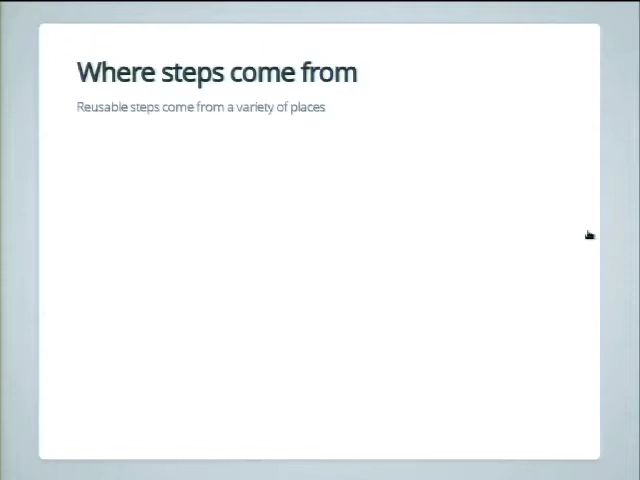 Where steps come from
Reusable steps come from a variety of places